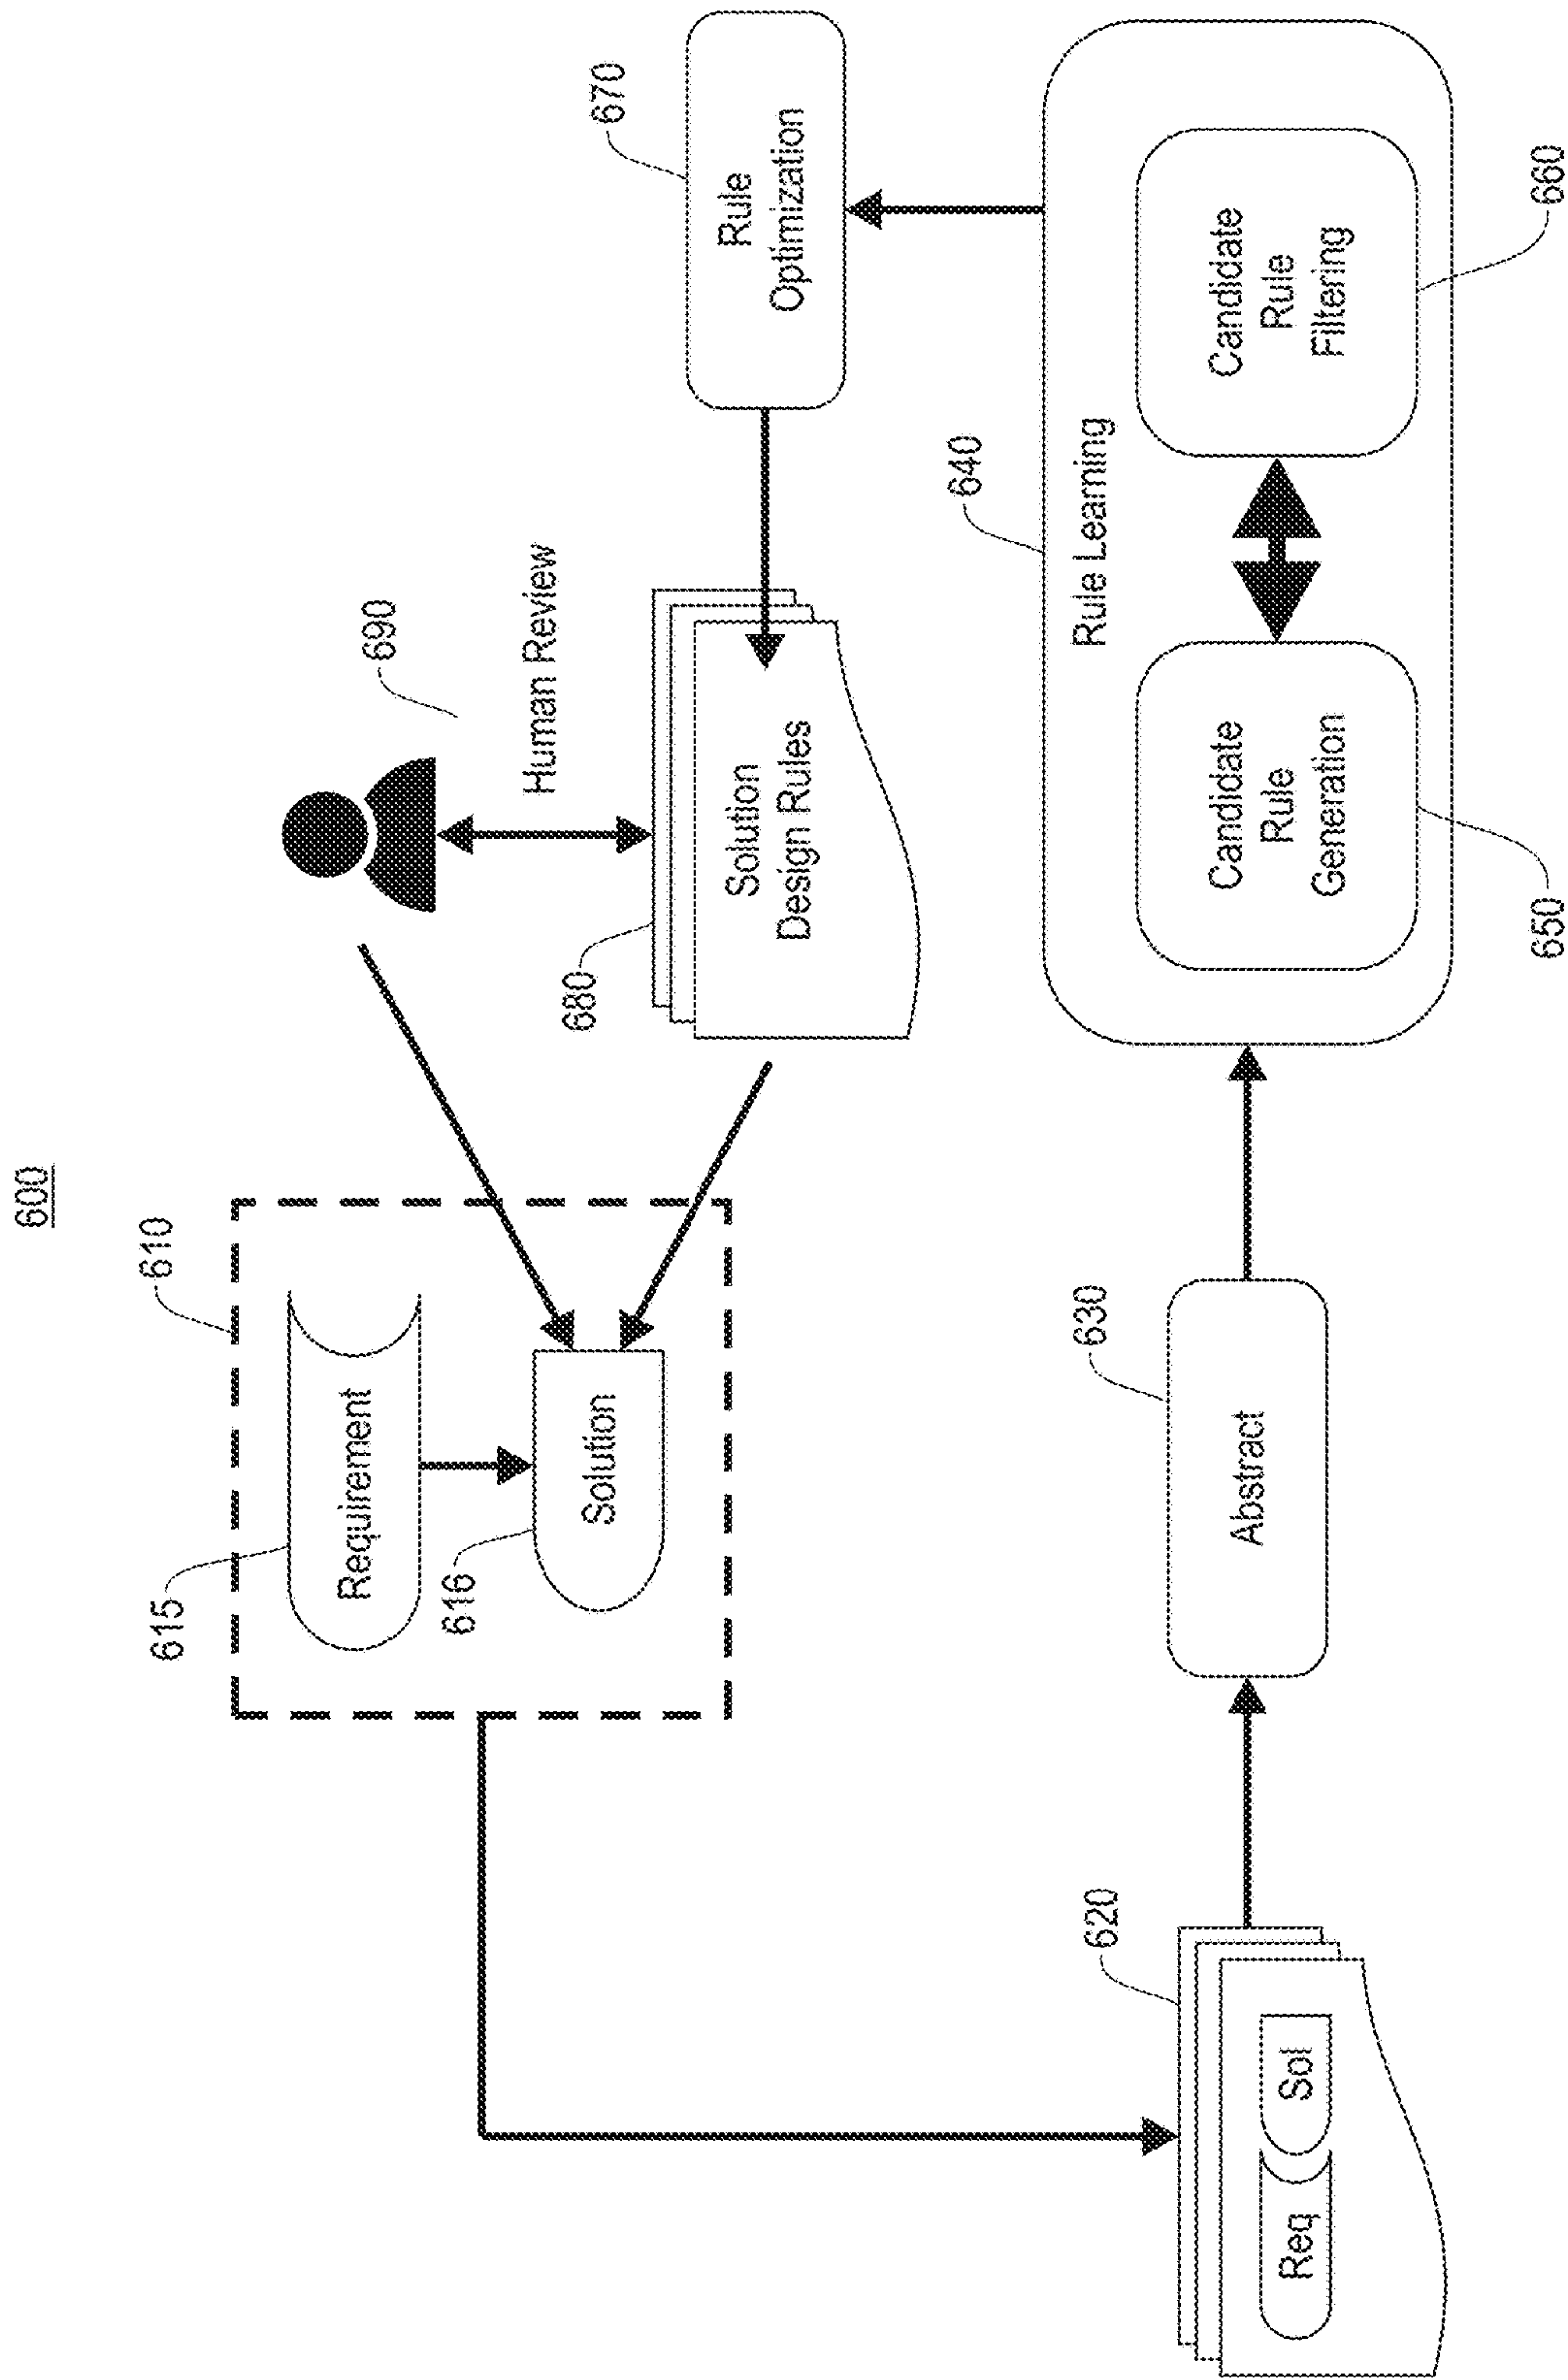 600
610
615
Requirement
616
Solution
690
Human Review
680
Solution
Design Rules
670
Rule
Optimization
620
Req
Sol
630
Abstract
640
Rule Learning
650
Candidate
Rule
Generation
Candidate
Rule
Filtering
660